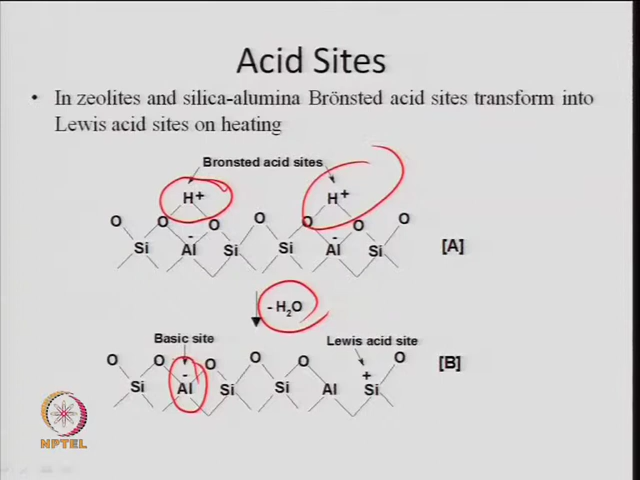 Acid Sites
• In zeolites and silica-alumina Brönsted acid sites transform into
Lewis acid sites on heating
Bronsted acid sites
H+ H+
O O O O O O O
- -
Si Al Si Si Al Si [A]
- H₂O
Basic site Lewis acid site
O O O O O O
- +
Si Al Si Si Al Si [B]
NPTEL